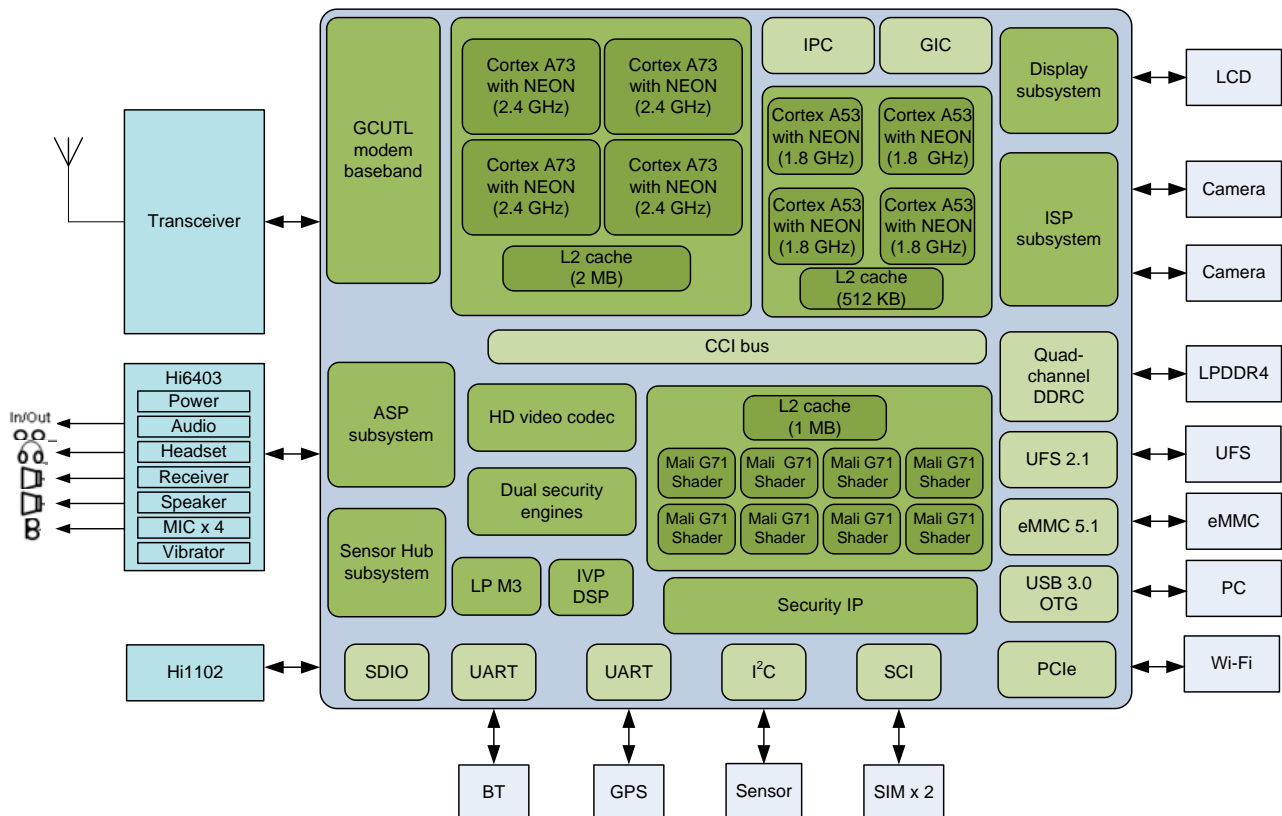 GCUTL
modem
baseband
Cortex A73
with NEON
(2.4 GHz)
Cortex A73
with NEON
(2.4 GHz)
Cortex A73
with NEON
(2.4 GHz)
Cortex A73
with NEON
(2.4 GHz)
L2 cache
(2 MB)
IPC
GIC
Cortex A53
with NEON
(1.8 GHz)
Cortex A53
with NEON
(1.8 GHz)
Cortex A53
with NEON
(1.8 GHz)
Cortex A53
with NEON
(1.8 GHz)
L2 cache
(512 KB)
Display
subsystem
LCD
ISP
subsystem
Camera
Camera
Transceiver
CCI bus
Quad-
channel
DDRC
LPDDR4
Hi6403
Power
Audio
Headset
Receiver
Speaker
MIC x 4
Vibrator
In/Out
ASP
subsystem
HD video codec
Dual security
engines
L2 cache
(1 MB)
Mali G71
Shader
Mali G71
Shader
Mali G71
Shader
Mali G71
Shader
Mali G71
Shader
Mali G71
Shader
Mali G71
Shader
Mali G71
Shader
UFS 2.1
UFS
eMMC 5.1
eMMC
Sensor Hub
subsystem
LP M3
IVP
DSP
Security IP
USB 3.0
OTG
PC
Hi1102
SDIO
UART
UART
I²C
SCI
PCIe
Wi-Fi
BT
GPS
Sensor
SIM x 2